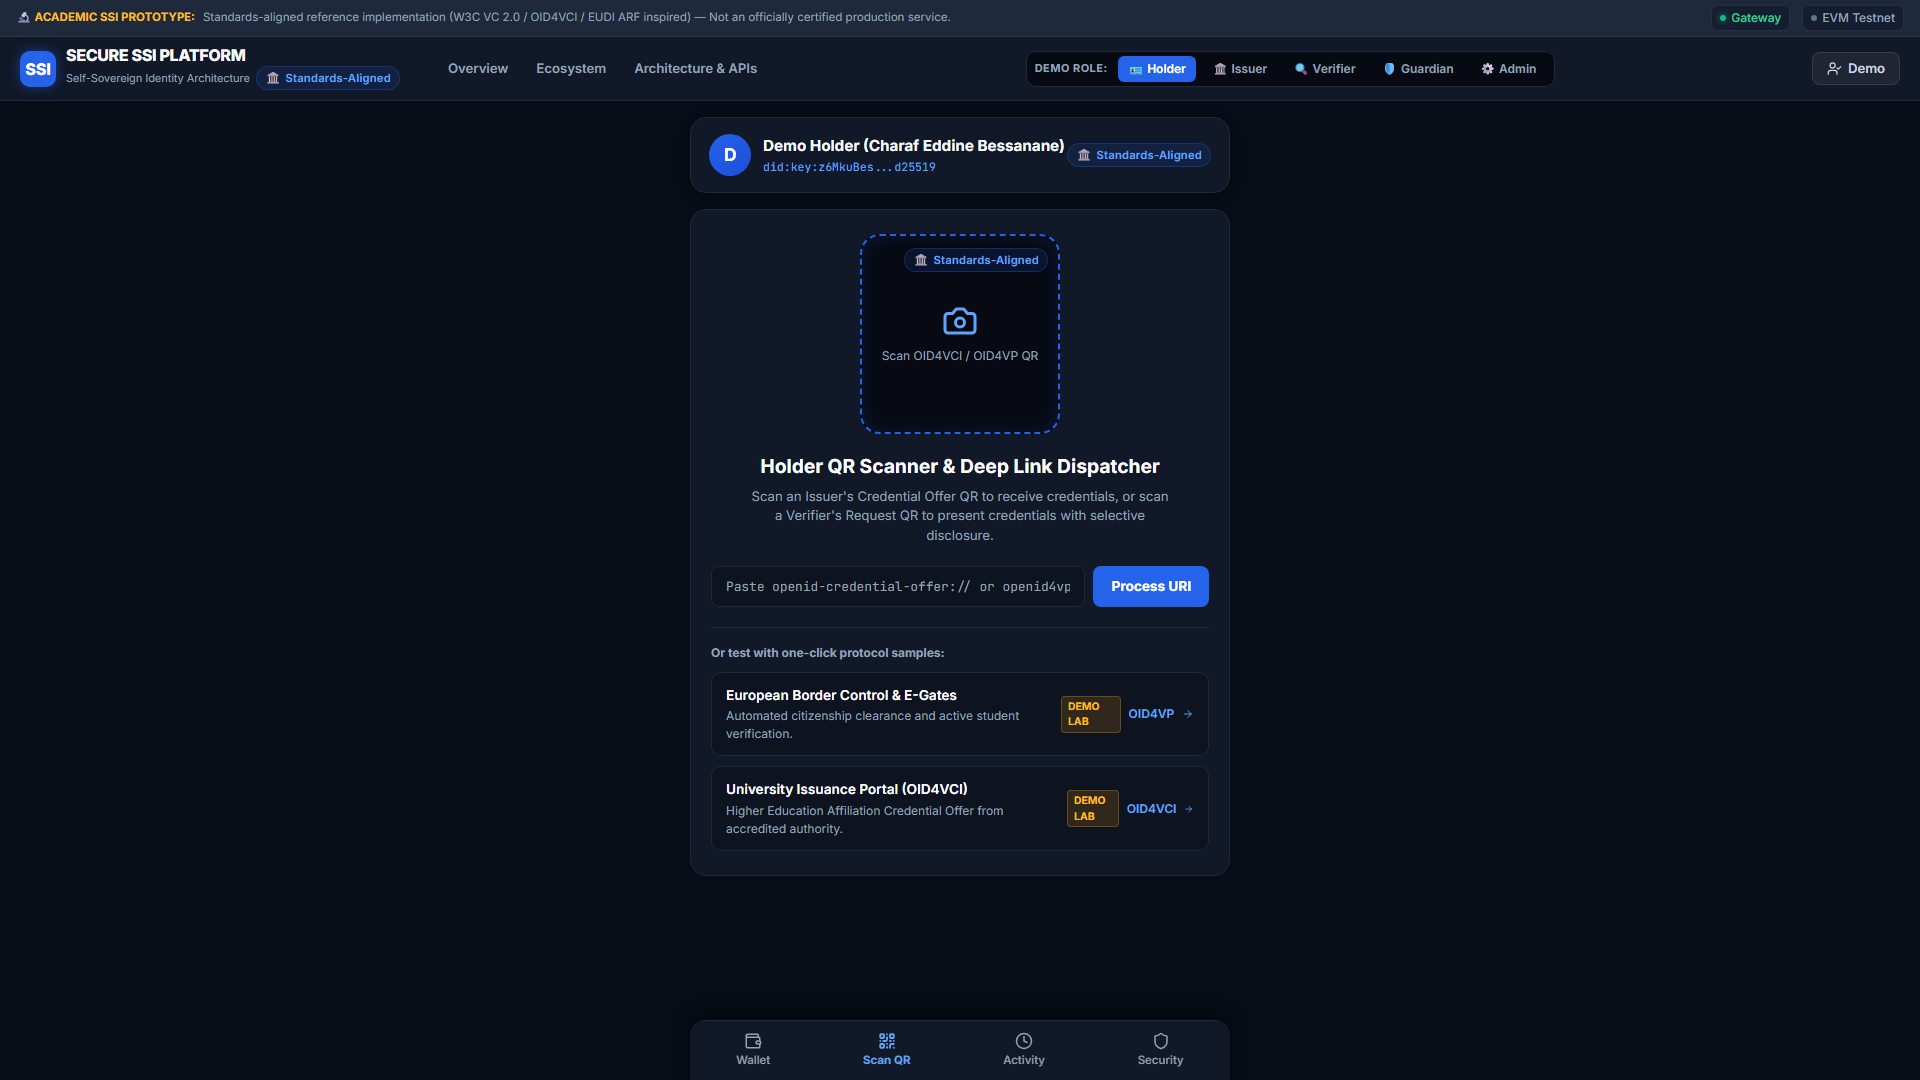 ACADEMIC SSI PROTOTYPE: Standards-aligned reference implementation (W3C VC 2.0 / OID4VCI / EUDI ARF inspired) — Not an officially certified production service.
Gateway
EVM Testnet
SSI
SECURE SSI PLATFORM
Self-Sovereign Identity Architecture
Standards-Aligned
Overview
Ecosystem
Architecture & APIs
DEMO ROLE:
Holder
Issuer
Verifier
Guardian
Admin
Demo
D
Demo Holder (Charaf Eddine Bessanane)
did:key:z6MkuBes...d25519
Standards-Aligned
Standards-Aligned
Scan OID4VCI / OID4VP QR
Holder QR Scanner & Deep Link Dispatcher
Scan an Issuer's Credential Offer QR to receive credentials, or scan
a Verifier's Request QR to present credentials with selective
disclosure.
Paste openid-credential-offer:// or openid4vp
Process URI
Or test with one-click protocol samples:
European Border Control & E-Gates
Automated citizenship clearance and active student
verification.
DEMO
LAB
OID4VP →
University Issuance Portal (OID4VCI)
Higher Education Affiliation Credential Offer from
accredited authority.
DEMO
LAB
OID4VCI →
Wallet
Scan QR
Activity
Security